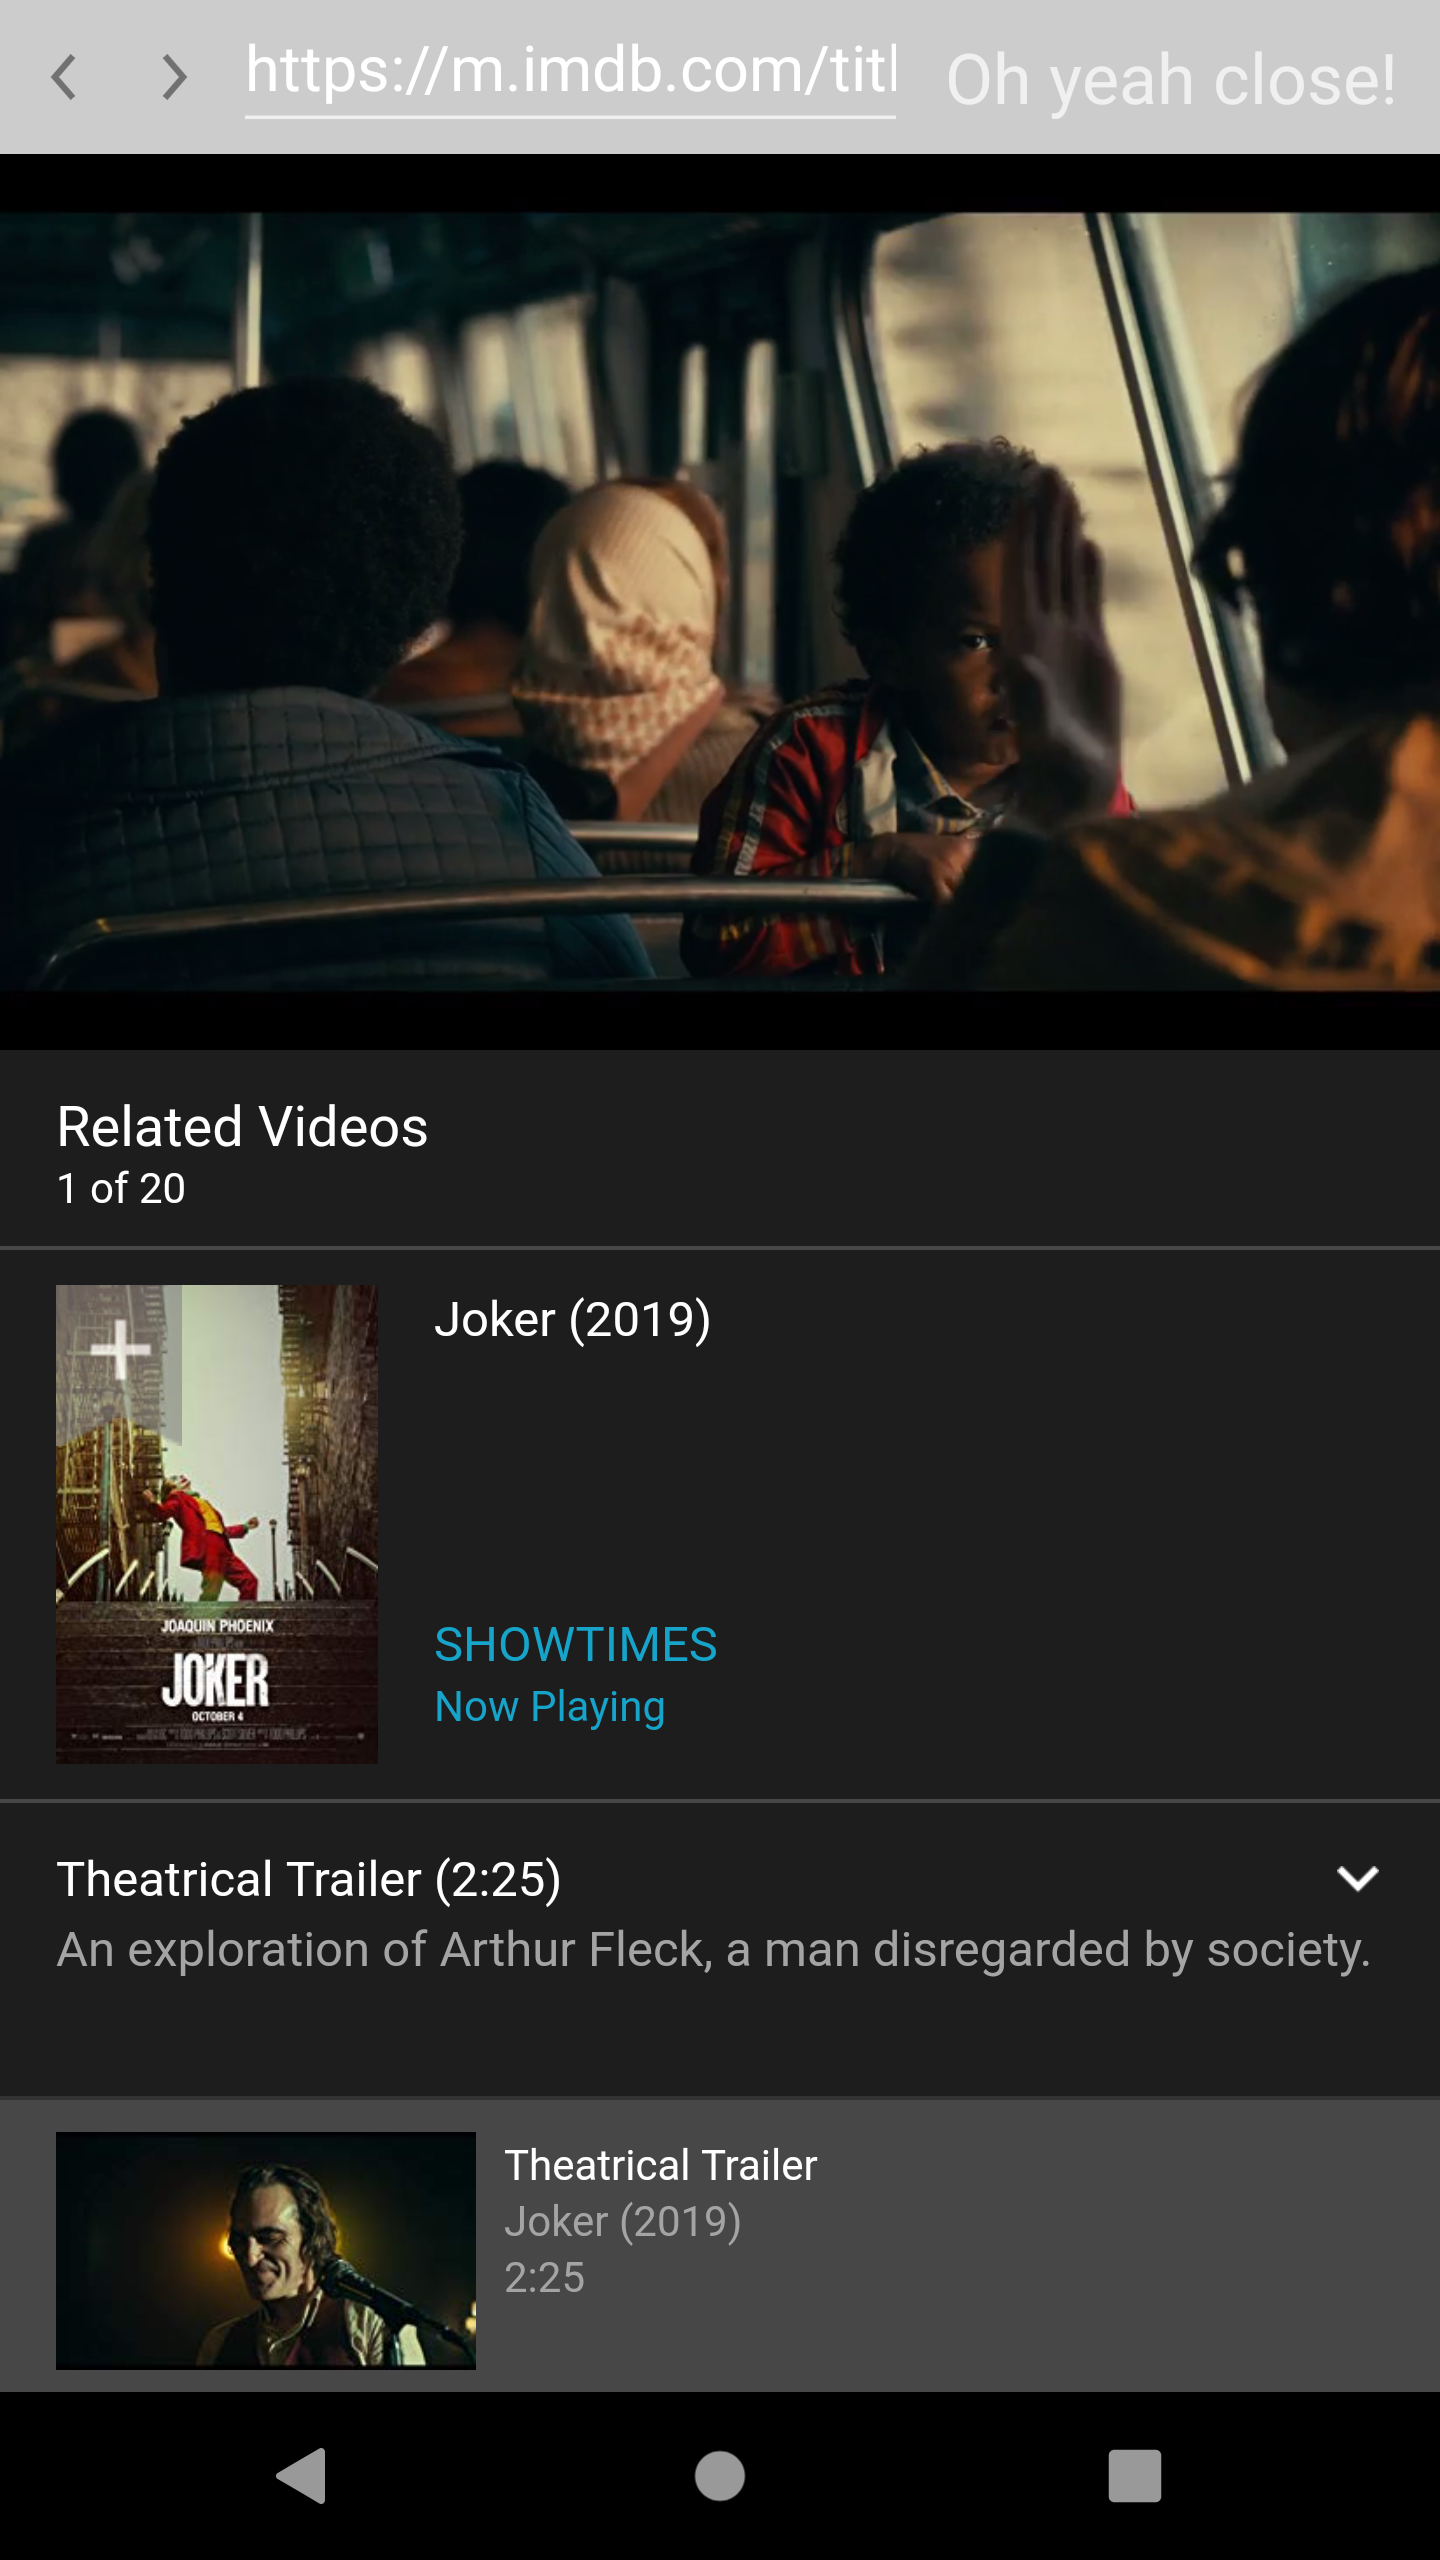 https://m.imdb.com/titl
Oh yeah close!
Related Videos
1 of 20
Joker (2019)
JOAQUIN PHOENIX
JOKER
OCTOBER 4
SHOWTIMES
Now Playing
Theatrical Trailer (2:25)
An exploration of Arthur Fleck, a man disregarded by society.
Theatrical Trailer
Joker (2019)
2:25